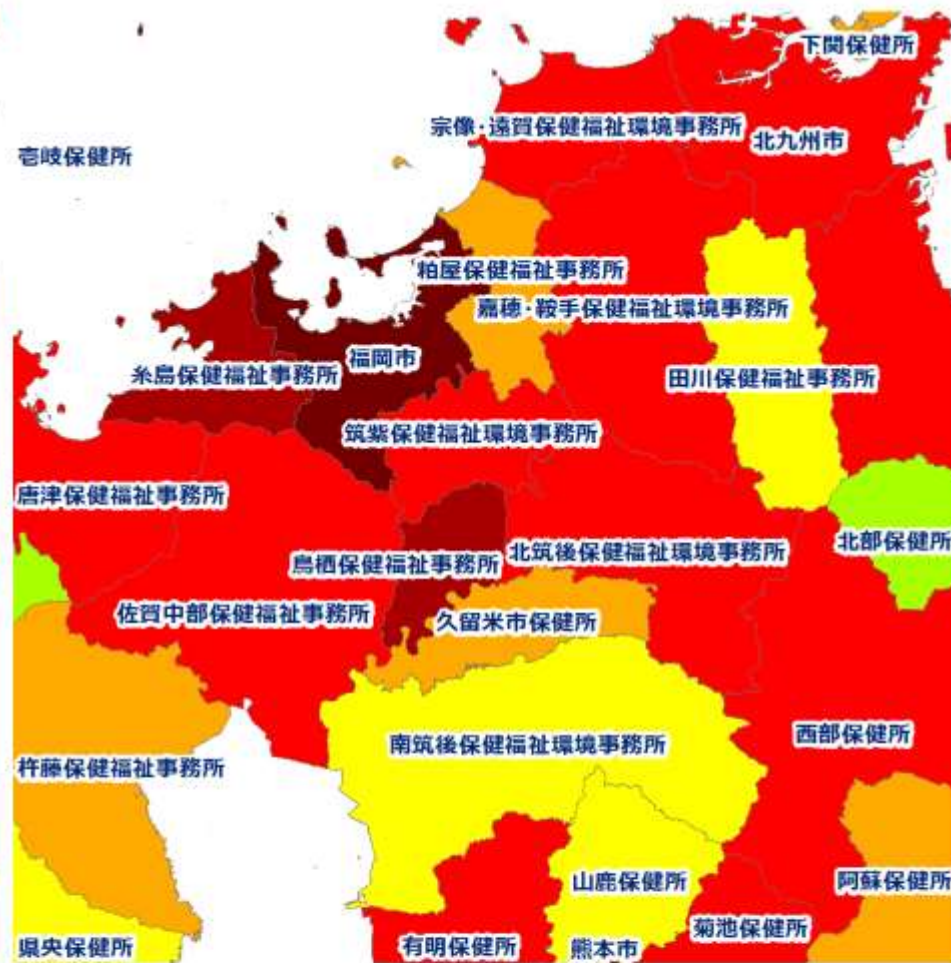 下関保健所
宗像・遠賀保健福祉環境事務所
北九州市
壱岐保健所
粕屋保健福祉事務所
嘉穂・鞍手保健福祉環境事務所
福岡市
糸島保健福祉事務所
田川保健福祉事務所
筑紫保健福祉環境事務所
唐津保健福祉事務所
北部保健所
北筑後保健福祉環境事務所
鳥栖保健福祉事務所
佐賀中部保健福祉事務所
久留米市保健所
西部保健所
南筑後保健福祉環境事務所
杵藤保健福祉事務所
山鹿保健所
阿蘇保健所
菊池保健所
県央保健所
有明保健所
熊本市